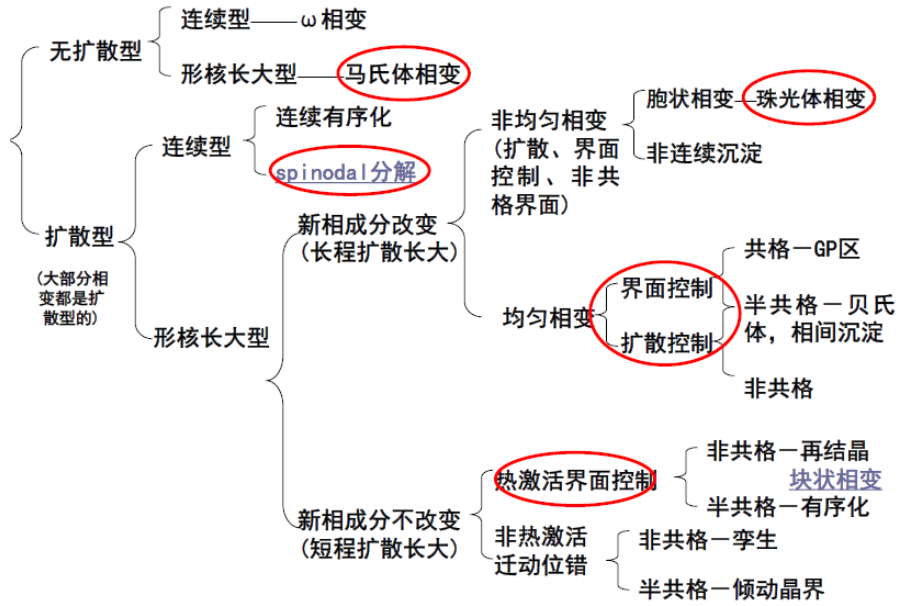 连续型——ω相变
无扩散型
形核长大型——马氏体相变
连续有序化
连续型
spinodal分解
扩散型
(大部分相
变都是扩
散型的)
形核长大型
新相成分改变
(长程扩散长大)
非均匀相变
(扩散、界面
控制、非共
格界面)
胞状相变—珠光体相变
非连续沉淀
均匀相变
界面控制
扩散控制
共格－GP区
半共格－贝氏
体，相间沉淀
非共格
新相成分不改变
(短程扩散长大)
热激活界面控制
非共格－再结晶
块状相变
半共格－有序化
非热激活
迁动位错
非共格－孪生
半共格－倾动晶界